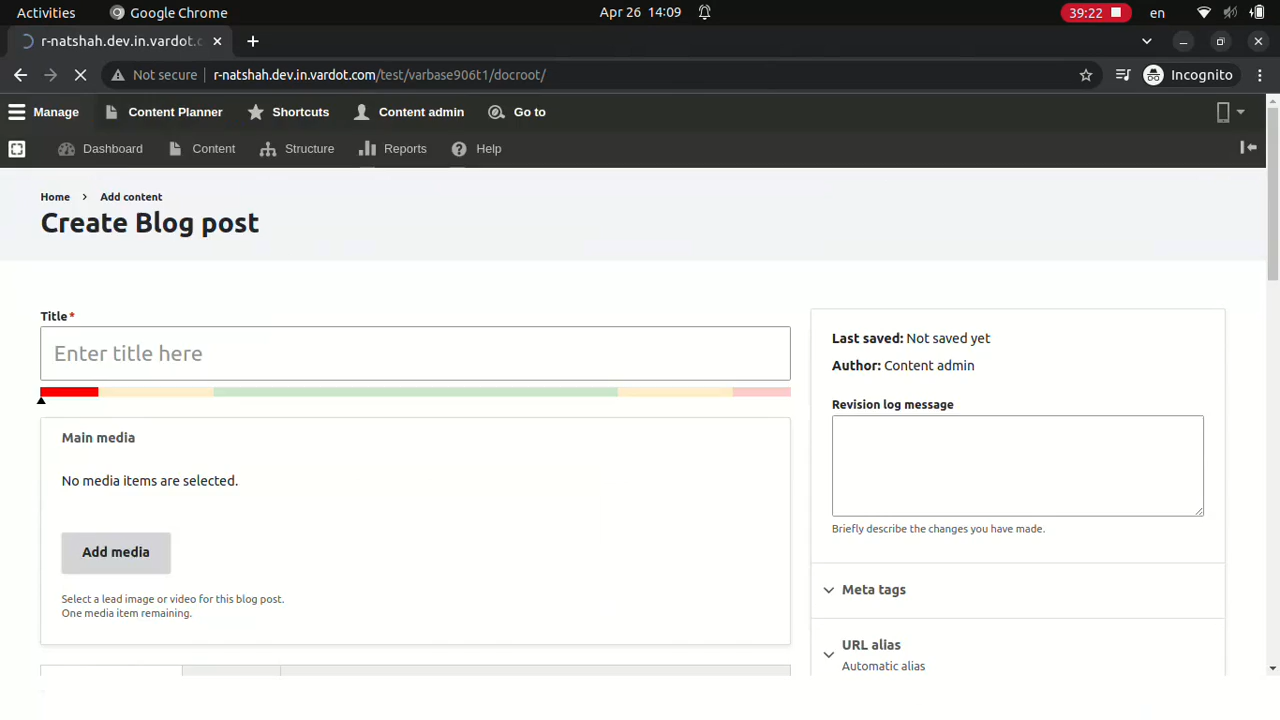 Activities Google Chrome Apr 26 14:09 39:22 en
r-natshah.dev.in.vardot.c
Not secure r-natshah.dev.in.vardot.com/test/varbase906t1/docroot/ Incognito
Manage Content Planner Shortcuts Content admin Go to
Dashboard Content Structure Reports Help
Home › Add content
Create Blog post
Title*
Enter title here
Main media
No media items are selected.
Add media
Select a lead image or video for this blog post.
One media item remaining.
Last saved: Not saved yet
Author: Content admin
Revision log message
Briefly describe the changes you have made.
Meta tags
URL alias
Automatic alias